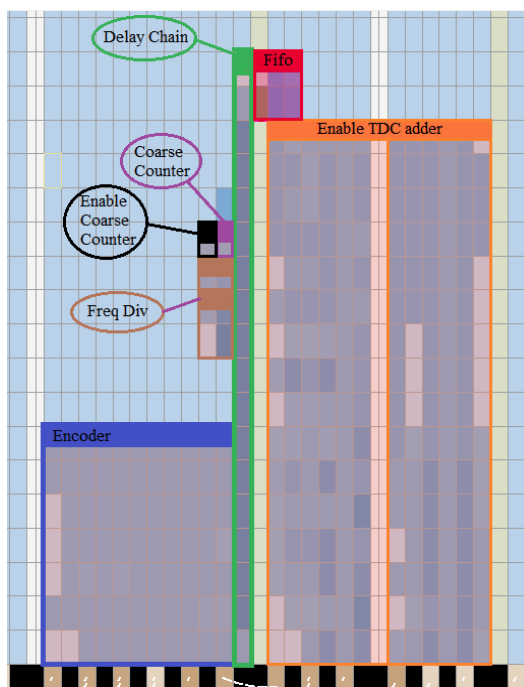 Delay Chain
Fifo
Enable TDC adder
Coarse
Counter
Enable
Coarse
Counter
Freq Div
Encoder